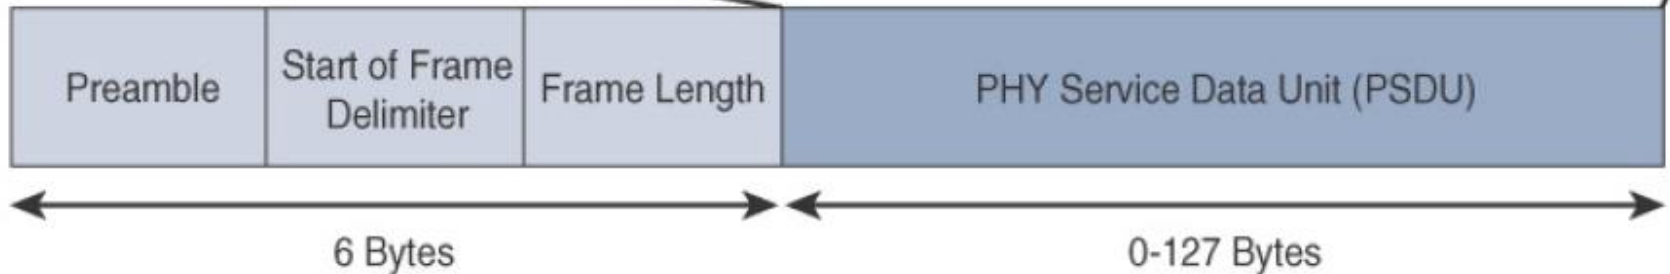 Preamble
Start of Frame
Delimiter
Frame Length
PHY Service Data Unit (PSDU)
6 Bytes
0-127 Bytes